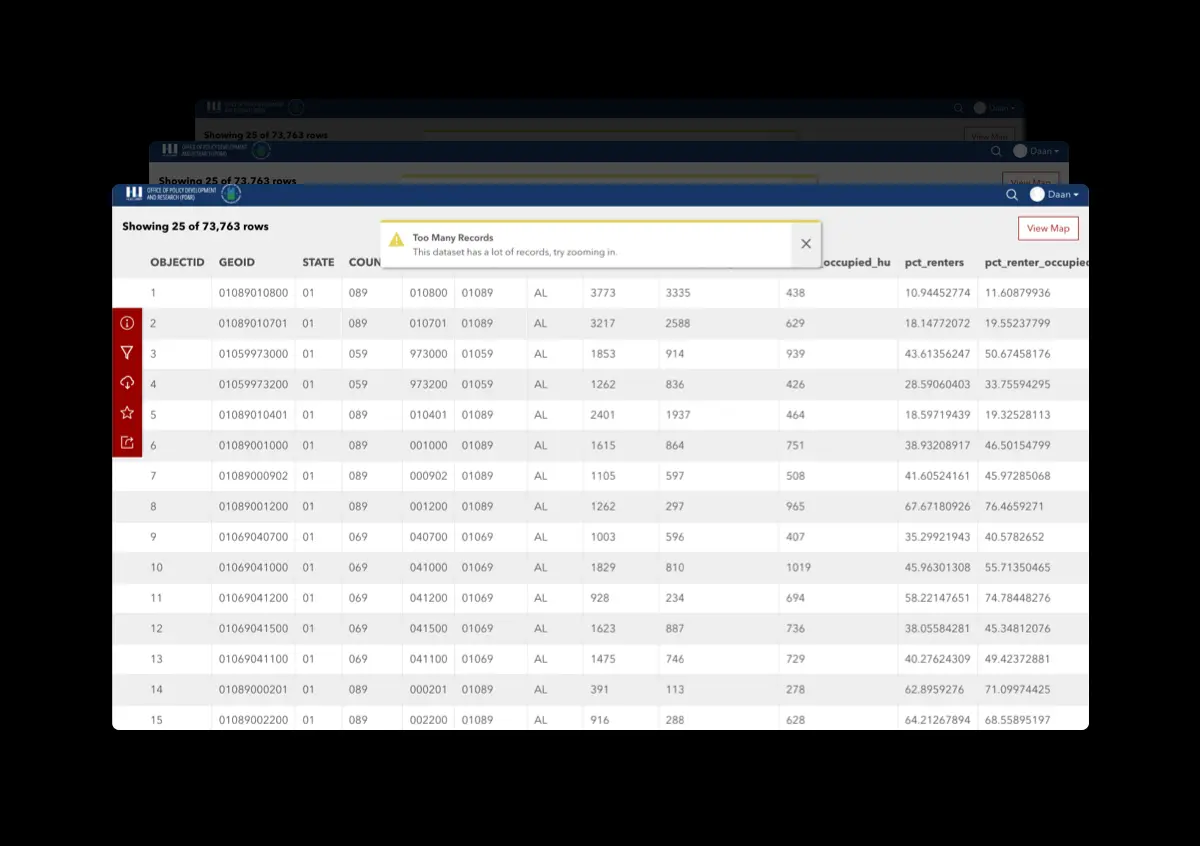 Showing 25 of 73,763 rows
View Map
Daan
Showing 25 of 73,763 rows
View Map
OFFICE OF POLICY DEVELOPMENT
AND RESEARCH (PD&R)
Daan
Showing 25 of 73,763 rows
Too Many Records
This dataset has a lot of records, try zooming in.
View Map
OBJECTID GEOID STATE COUN occupied_hu pct_renters pct_renter_occupied
1 01089010800 01 089 010800 01089 AL 3773 3335 438 10.94452774 11.60879936
2 01089010701 01 089 010701 01089 AL 3217 2588 629 18.14772072 19.55237799
3 01059973000 01 059 973000 01059 AL 1853 914 939 43.61356247 50.67458176
4 01059973200 01 059 973200 01059 AL 1262 836 426 28.59060403 33.75594295
5 01089010401 01 089 010401 01089 AL 2401 1937 464 18.59719439 19.32528113
6 01089001000 01 089 001000 01089 AL 1615 864 751 38.93208917 46.50154799
7 01089000902 01 089 000902 01089 AL 1105 597 508 41.60524161 45.97285068
8 01089001200 01 089 001200 01089 AL 1262 297 965 67.67180926 76.4659271
9 01069040700 01 069 040700 01069 AL 1003 596 407 35.29921943 40.5782652
10 01069041000 01 069 041000 01069 AL 1829 810 1019 45.96301308 55.71350465
11 01069041200 01 069 041200 01069 AL 928 234 694 58.22147651 74.78448276
12 01069041500 01 069 041500 01069 AL 1623 887 736 38.05584281 45.34812076
13 01069041100 01 069 041100 01069 AL 1475 746 729 40.27624309 49.42372881
14 01089000201 01 089 000201 01089 AL 391 113 278 62.8959276 71.09974425
15 01089002200 01 089 002200 01089 AL 916 288 628 64.21267894 68.55895197